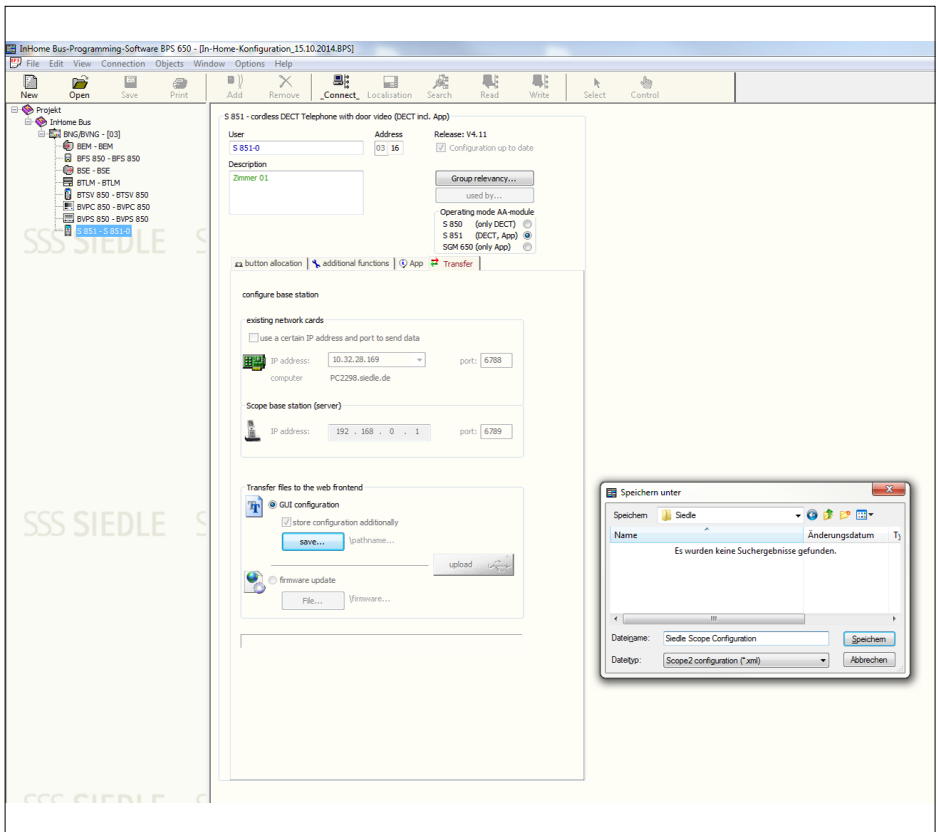 InHome Bus-Programming-Software BPS 650 - [In-Home-Konfiguration_15.10.2014.BPS]
File Edit View Connection Objects Window Options Help
New Open Save Print Add Remove _Connect_ Localisation Search Read Write Select Control
Projekt
InHome Bus
BNG/BVNG - [03]
BEM - BEM
BFS 850 - BFS 850
BSE - BSE
BTLM - BTLM
BTSV 850 - BTSV 850
BVPC 850 - BVPC 850
BVPS 850 - BVPS 850
S 851 - S 851-0
SSS SIEDLE S
SSS SIEDLE S
SSS SIEDLE S
S 851 - cordless DECT Telephone with door video (DECT incl. App)
User Address Release: V4.11
S 851-0 03 16 Configuration up to date
Description
Zimmer 01
Group relevancy...
used by...
Operating mode AA-module
S 850 (only DECT)
S 851 (DECT, App)
SGM 650 (only App)
button allocation additional functions App Transfer
configure base station
existing network cards
use a certain IP address and port to send data
IP address: 10.32.28.169 port: 6788
computer PC2298.siedle.de
Scope base station (server)
IP address: 192 . 168 . 0 . 1 port: 6789
Transfer files to the web frontend
GUI configuration
store configuration additionally
save... \pathname...
upload
firmware update
File... \firmware...
Speichern unter
Speichern Siedle
Name Änderungsdatum Ty
Es wurden keine Suchergebnisse gefunden.
Dateiname: Siedle Scope Configuration Speichern
Dateityp: Scope2 configuration (*.xml) Abbrechen